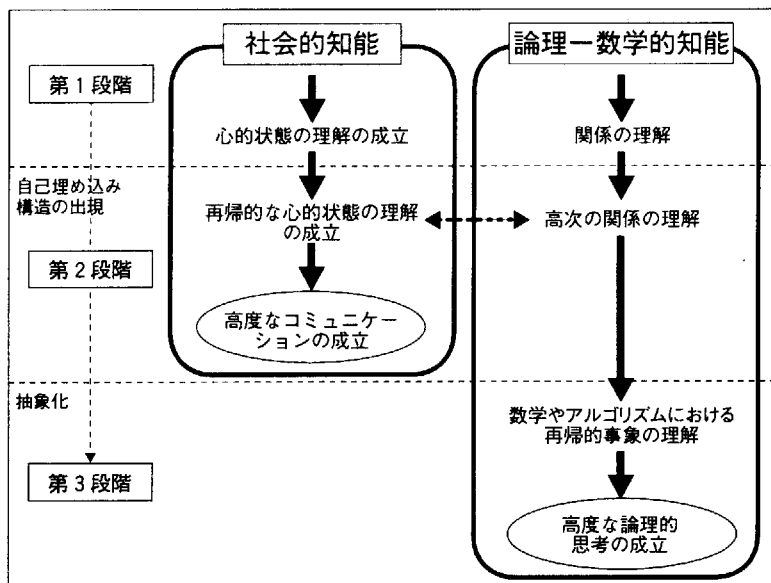 社会的知能
論理ー数学的知能
第1段階
心的状態の理解の成立
関係の理解
自己埋め込み
構造の出現
再帰的な心的状態の理解
の成立
高次の関係の理解
第2段階
高度なコミュニケー
ションの成立
抽象化
数学やアルゴリズムにおける
再帰的事象の理解
第3段階
高度な論理的
思考の成立